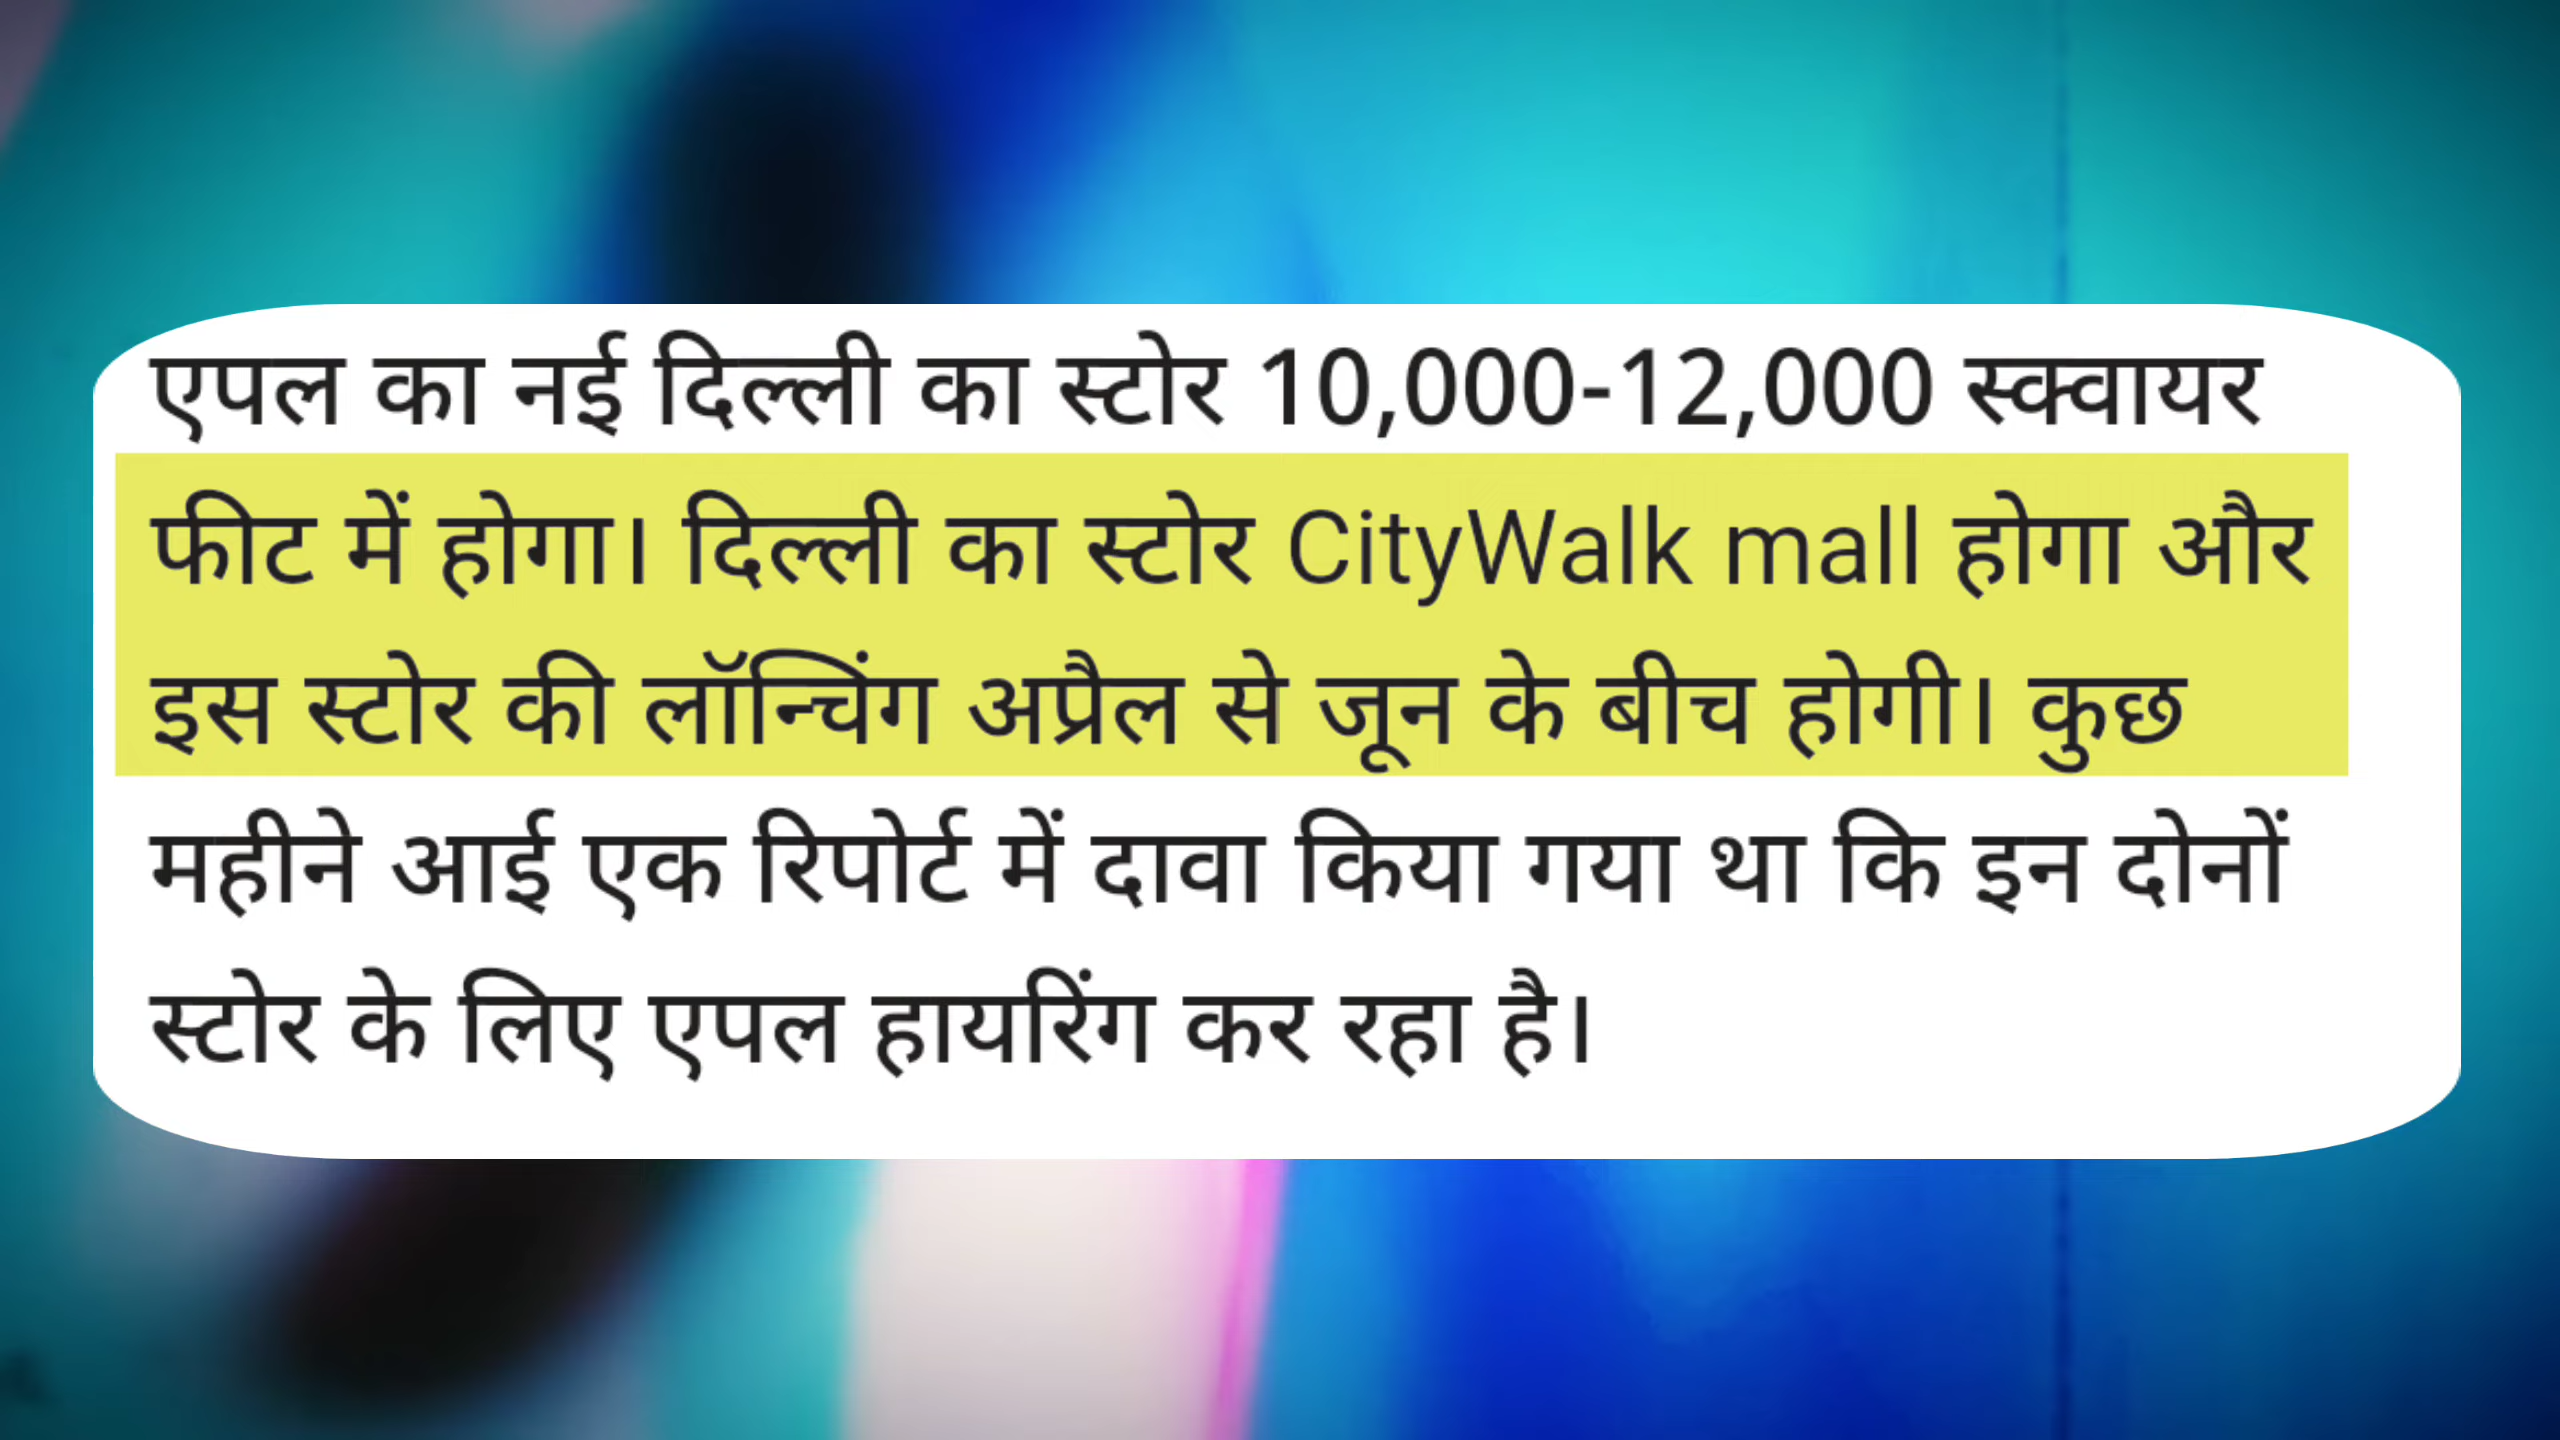 एपल का नई दिल्ली का स्टोर 10,000-12,000 स्क्वायर
फीट में होगा। दिल्ली का स्टोर CityWalk mall होगा और
इस स्टोर की लॉन्चिंग अप्रैल से जून के बीच होगी। कुछ
महीने आई एक रिपोर्ट में दावा किया गया था कि इन दोनों
स्टोर के लिए एपल हायरिंग कर रहा है।